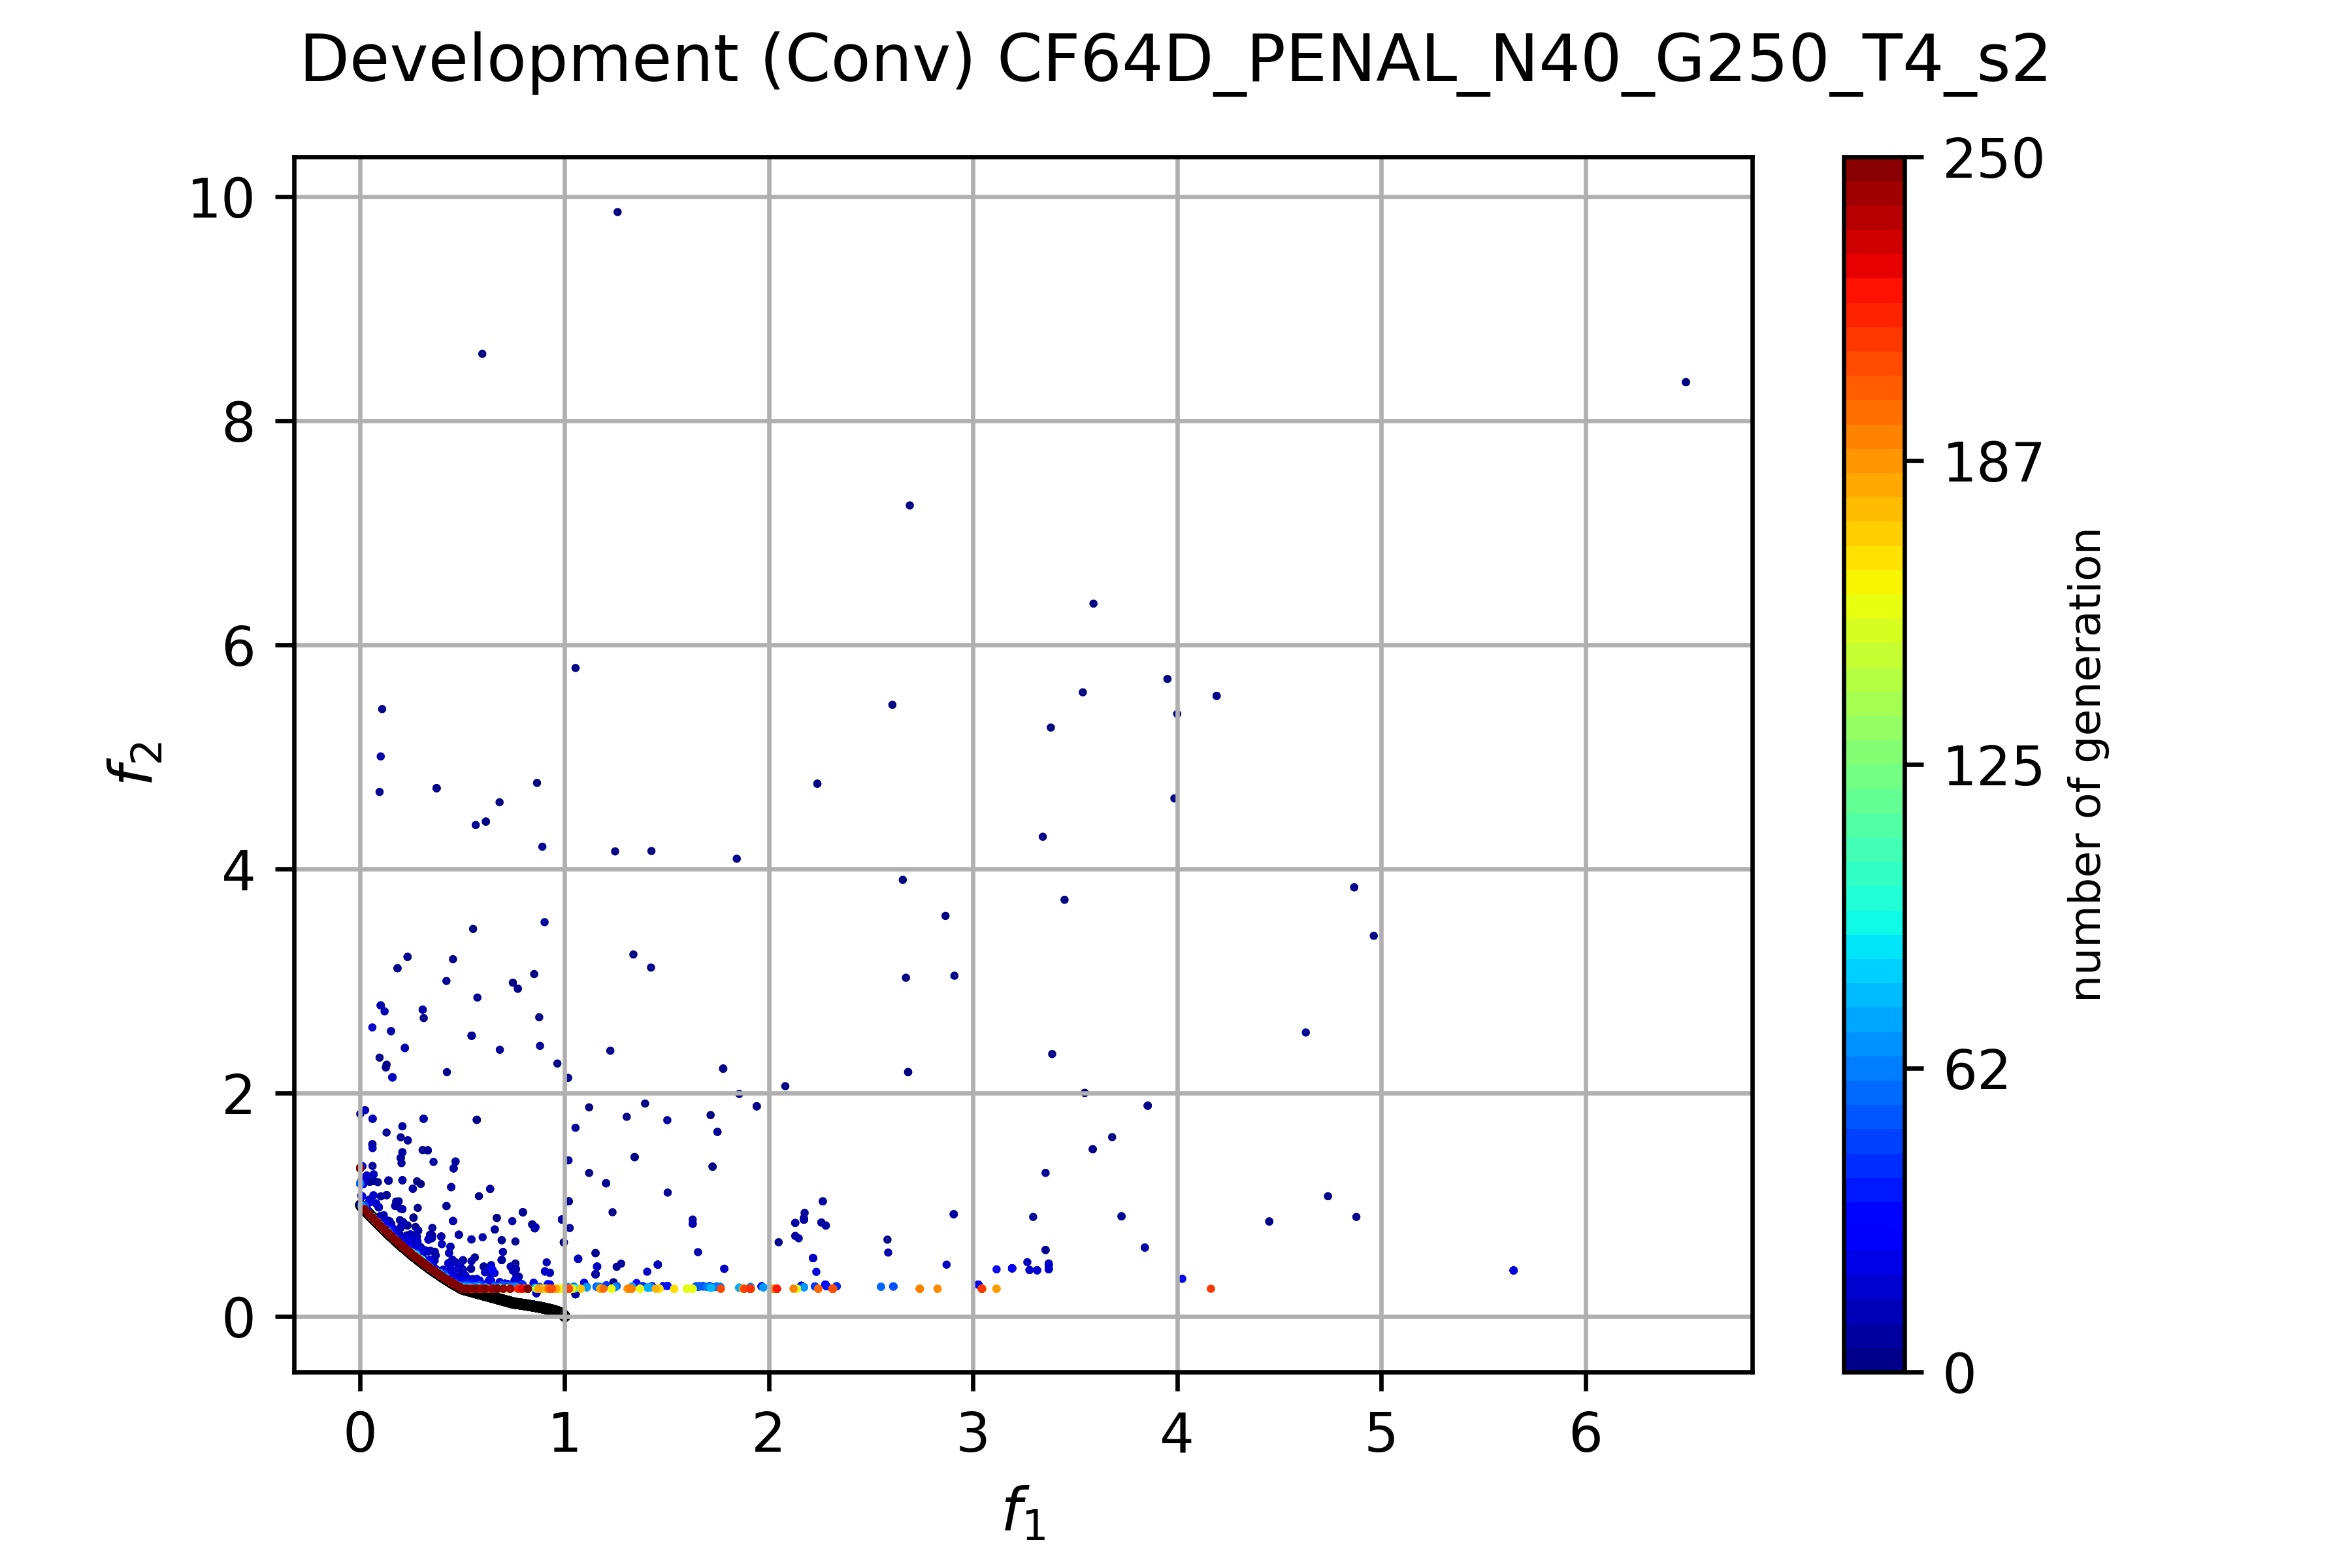 Development (Conv) CF64D_PENAL_N40_G250_T4_s2
10
8
6
4
2
0
f2
0 1 2 3 4 5 6
f1
250
187
125
62
0
number of generation